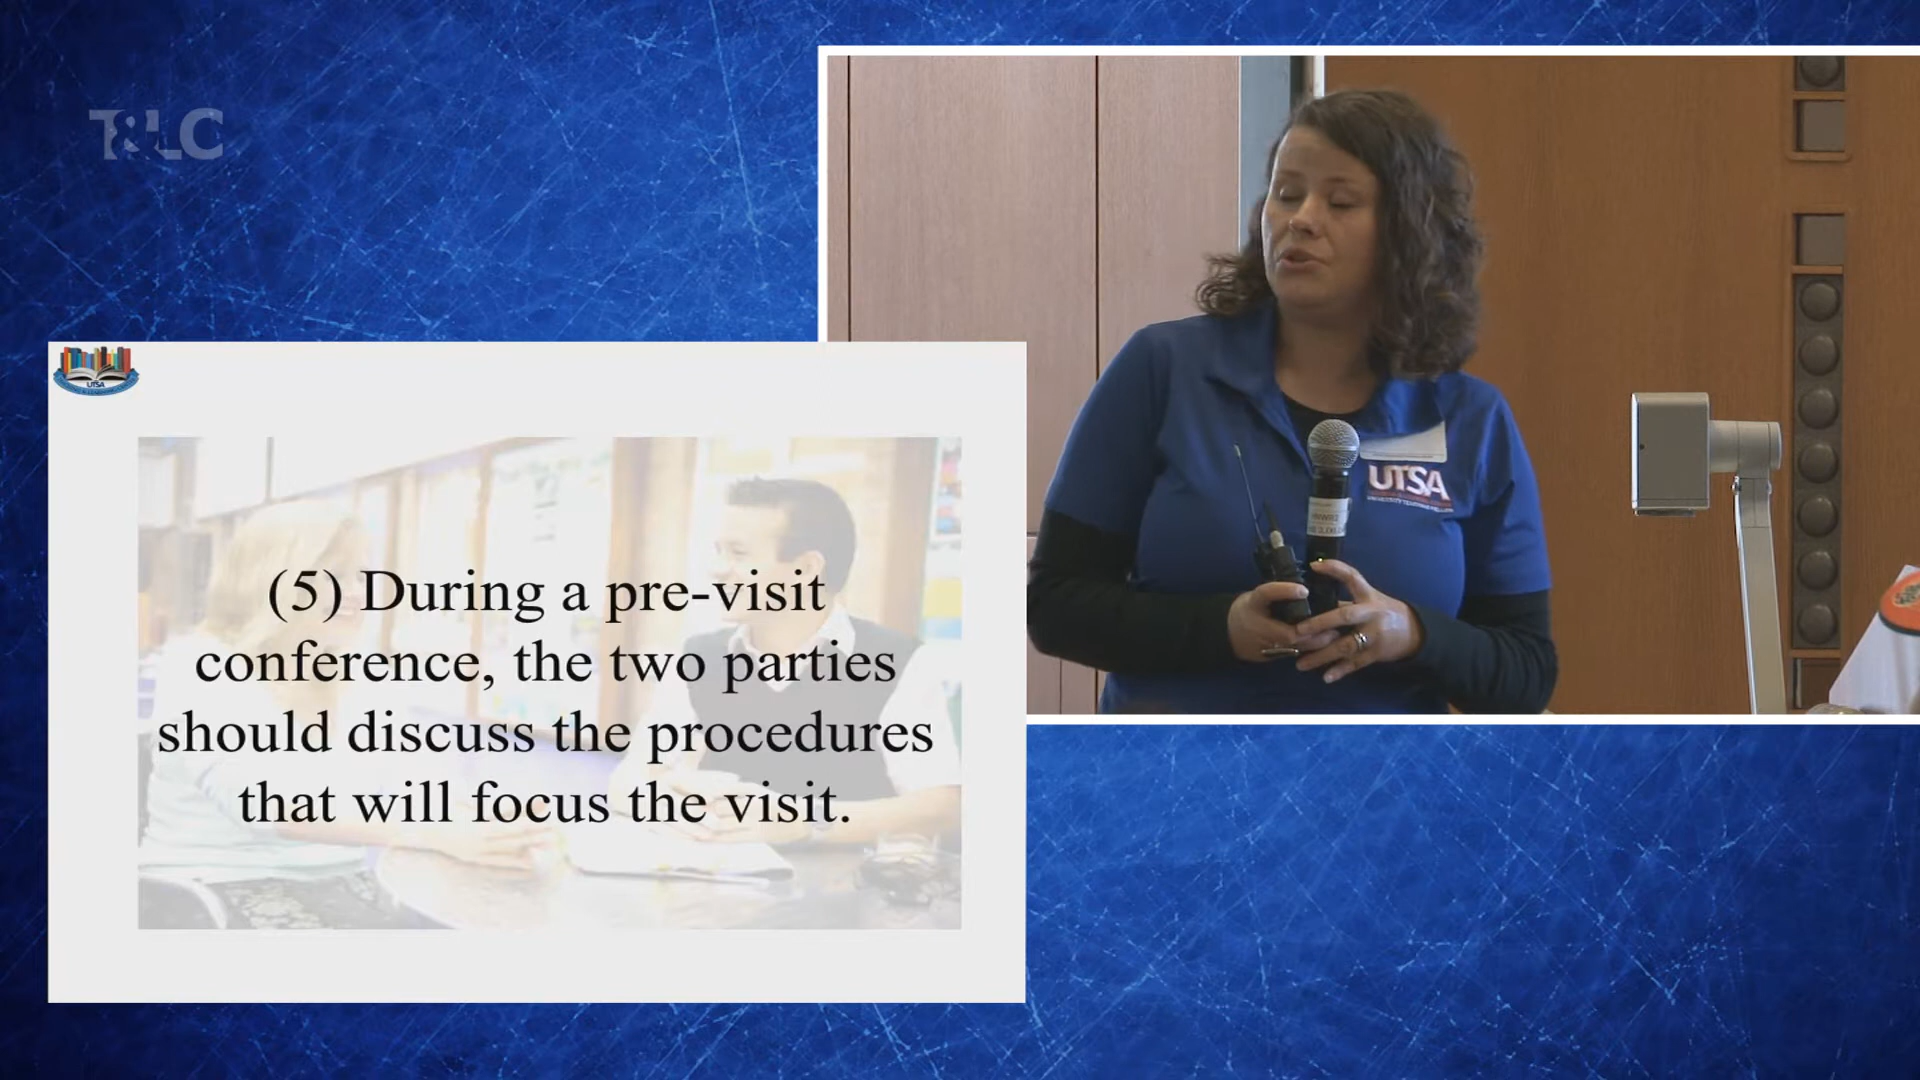 T&LC
UTSA
(5) During a pre-visit
conference, the two parties
should discuss the procedures
that will focus the visit.
UTSA